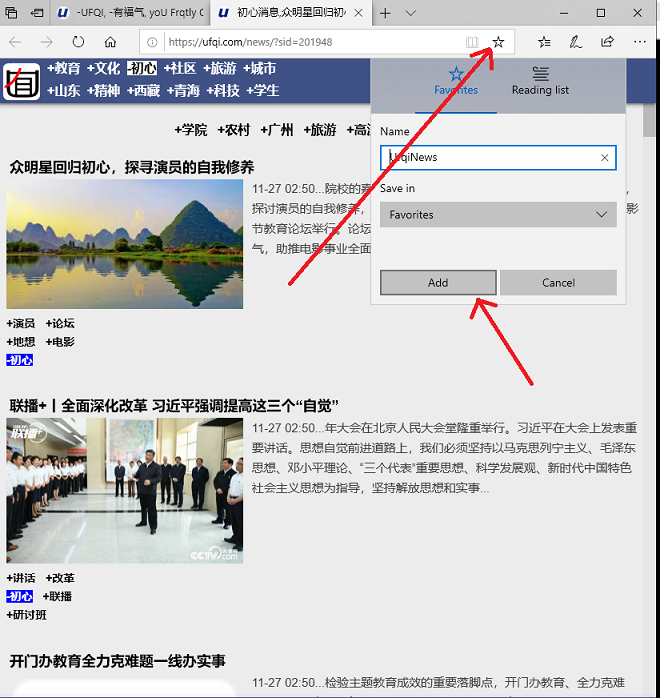 -UFQI, -有福气, yoU Frqtly Q
初心消息,众明星回归初心
https://ufqi.com/news/?sid=201948
+教育 +文化 -初心 +社区 +旅游 +城市
+山东 +精神 +西藏 +青海 +科技 +学生
Favorites
Reading list
+学院 +农村 +广州 +旅游
Name
UfqiNews
Save in
Favorites
Add
Cancel
众明星回归初心，探寻演员的自我修养
11-27 02:50...院校的
探讨演员的自我修养， 影
节教育论坛举行。论坛
气，助推电影事业全面
+演员 +论坛
+地想 +电影
-初心
联播+丨全面深化改革 习近平强调提高这三个“自觉”
联播+
11-27 02:50...年大会在北京人民大会堂隆重举行。习近平在大会上发表重
要讲话。思想自觉前进道路上，我们必须坚持以马克思列宁主义、毛泽东
思想、邓小平理论、“三个代表”重要思想、科学发展观、新时代中国特色
社会主义思想为指导，坚持解放思想和实事...
CCTV
+讲话 +改革
-初心 +联播
+研讨班
开门办教育全力克难题一线办实事
11-27 02:50...检验主题教育成效的重要落脚点，开门办教育、全力克难